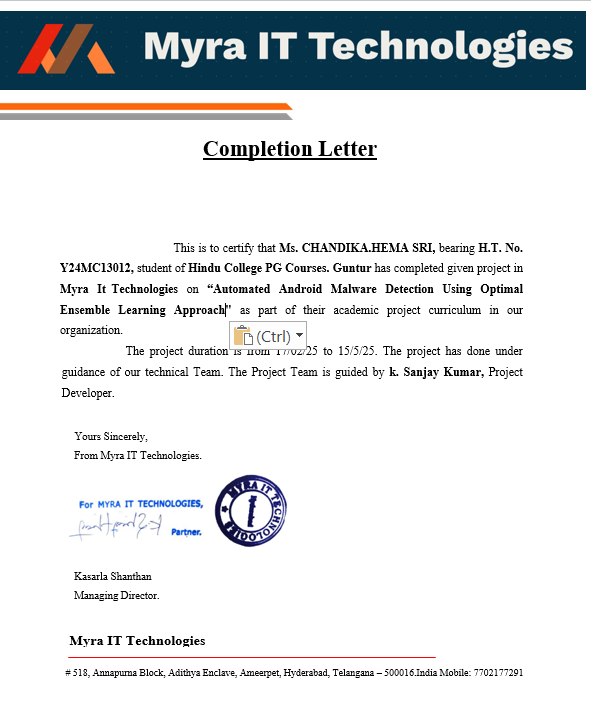 Myra IT Technologies
Completion Letter
This is to certify that Ms. CHANDIKA.HEMA SRI, bearing H.T. No.
Y24MC13012, student of Hindu College PG Courses. Guntur has completed given project in
Myra It Technologies on “Automated Android Malware Detection Using Optimal
Ensemble Learning Approach" as part of their academic project curriculum in our
organization.
(Ctrl)
The project duration is from 17/02/25 to 15/5/25. The project has done under
guidance of our technical Team. The Project Team is guided by k. Sanjay Kumar, Project
Developer.
Yours Sincerely,
From Myra IT Technologies.
For MYRA IT TECHNOLOGIES,
Partner.
MYRA IT TECHNOLOGIES
Kasarla Shanthan
Managing Director.
Myra IT Technologies
# 518, Annapurna Block, Adithya Enclave, Ameerpet, Hyderabad, Telangana – 500016.India Mobile: 7702177291